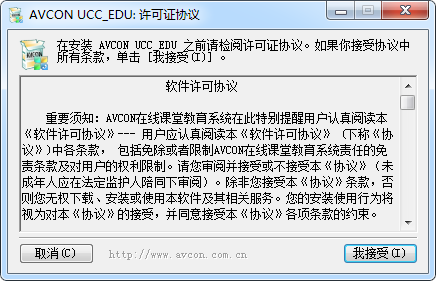 AVCON UCC_EDU: 许可证协议
在安装 AVCON UCC_EDU 之前请检阅许可证协议。如果你接受协议中
所有条款，单击 [我接受(I)] 。
软件许可协议
重要须知：AVCON在线课堂教育系统在此特别提醒用户认真阅读本
《软件许可协议》--- 用户应认真阅读本《软件许可协议》（下称《协
议》)中各条款， 包括免除或者限制AVCON在线课堂教育系统责任的免
责条款及对用户的权利限制。请您审阅并接受或不接受本《协议》（未
成年人应在法定监护人陪同下审阅）。除非您接受本《协议》条款，否
则您无权下载、安装或使用本软件及其相关服务。您的安装使用行为将
视为对本《协议》的接受，并同意接受本《协议》各项条款的约束。
取消(C)
http://www.avcon.com.cn
我接受(I)